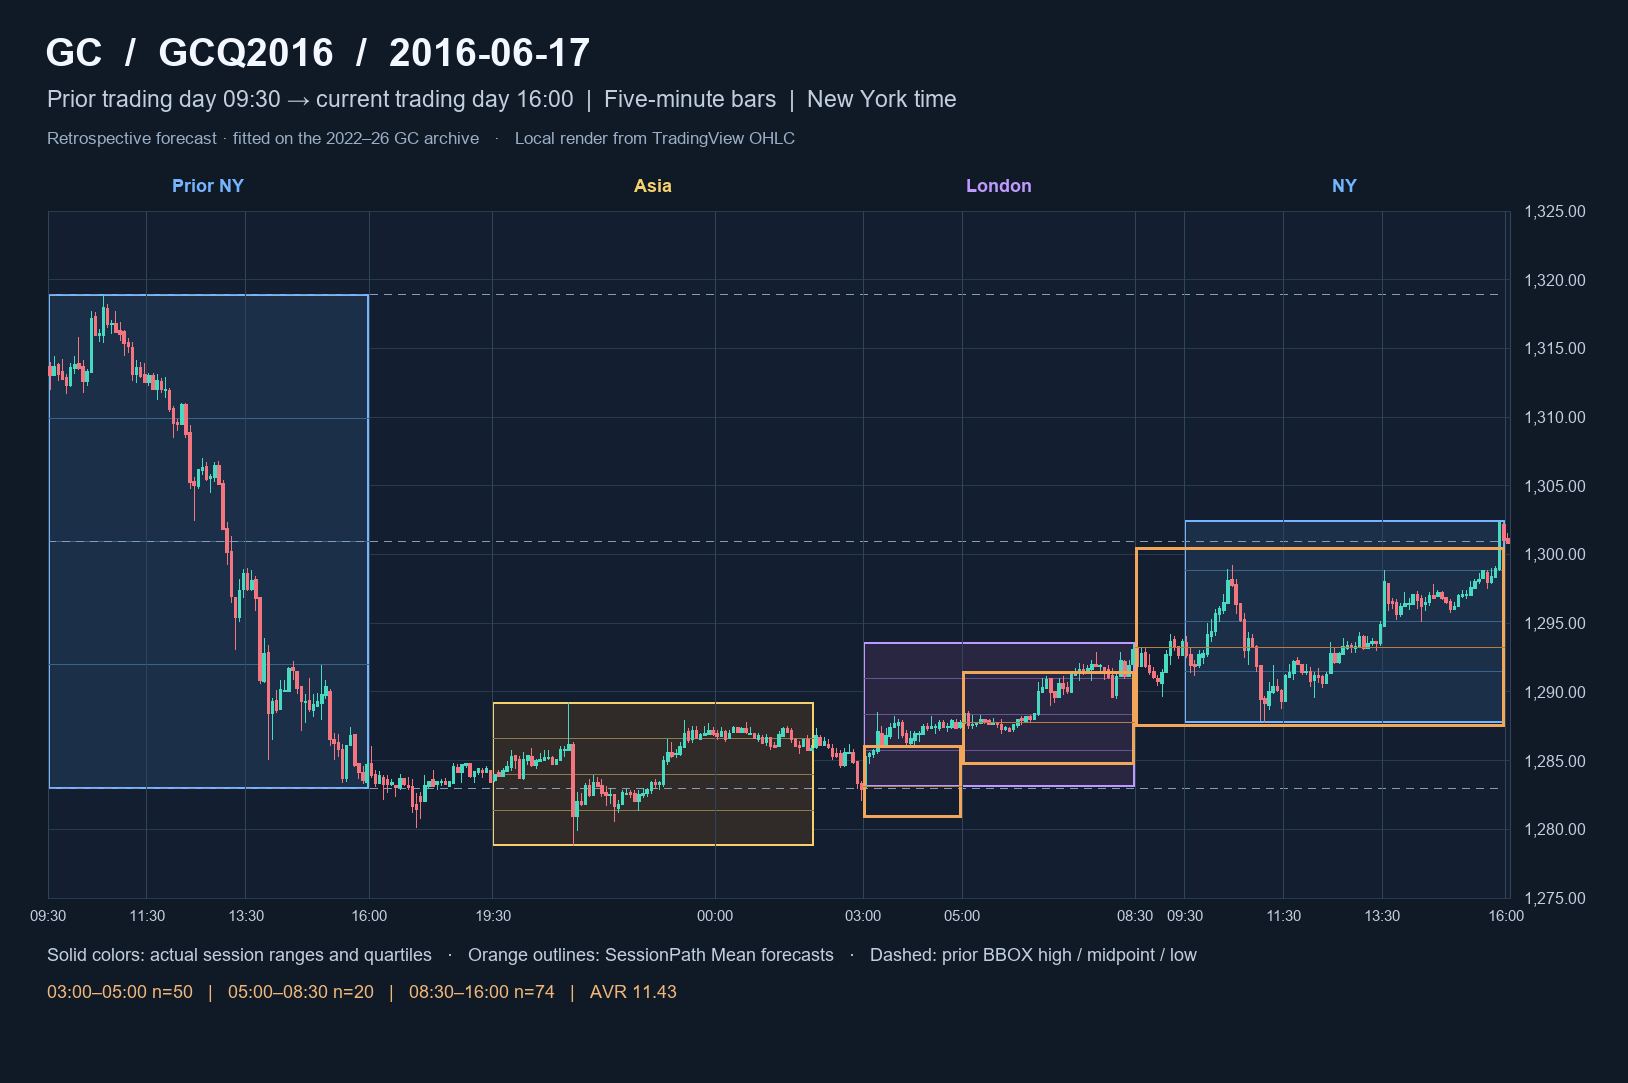 GC / GCQ2016 / 2016-06-17
Prior trading day 09:30 → current trading day 16:00 | Five-minute bars | New York time
Retrospective forecast · fitted on the 2022–26 GC archive · Local render from TradingView OHLC
Prior NY Asia London NY
1,325.00
1,320.00
1,315.00
1,310.00
1,305.00
1,300.00
1,295.00
1,290.00
1,285.00
1,280.00
1,275.00
09:30 11:30 13:30 16:00 19:30 00:00 03:00 05:00 08:30 09:30 11:30 13:30 16:00
Solid colors: actual session ranges and quartiles · Orange outlines: SessionPath Mean forecasts · Dashed: prior BBOX high / midpoint / low
03:00–05:00 n=50 | 05:00–08:30 n=20 | 08:30–16:00 n=74 | AVR 11.43